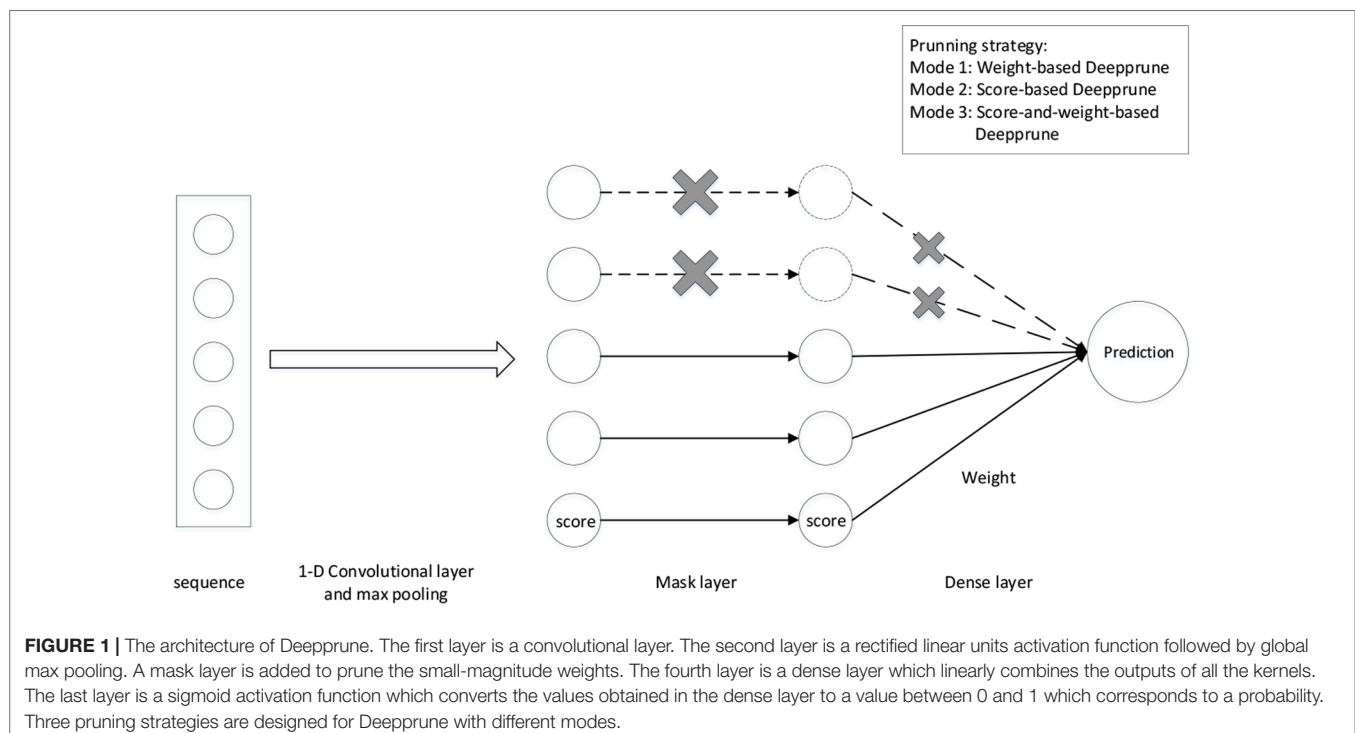 Prunning strategy:
Mode 1: Weight-based Deepprune
Mode 2: Score-based Deepprune
Mode 3: Score-and-weight-based
Deepprune
Prediction
Weight
score
score
sequence
1-D Convolutional layer
and max pooling
Mask layer
Dense layer
FIGURE 1 | The architecture of Deepprune. The first layer is a convolutional layer. The second layer is a rectified linear units activation function followed by global
max pooling. A mask layer is added to prune the small-magnitude weights. The fourth layer is a dense layer which linearly combines the outputs of all the kernels.
The last layer is a sigmoid activation function which converts the values obtained in the dense layer to a value between 0 and 1 which corresponds to a probability.
Three pruning strategies are designed for Deepprune with different modes.